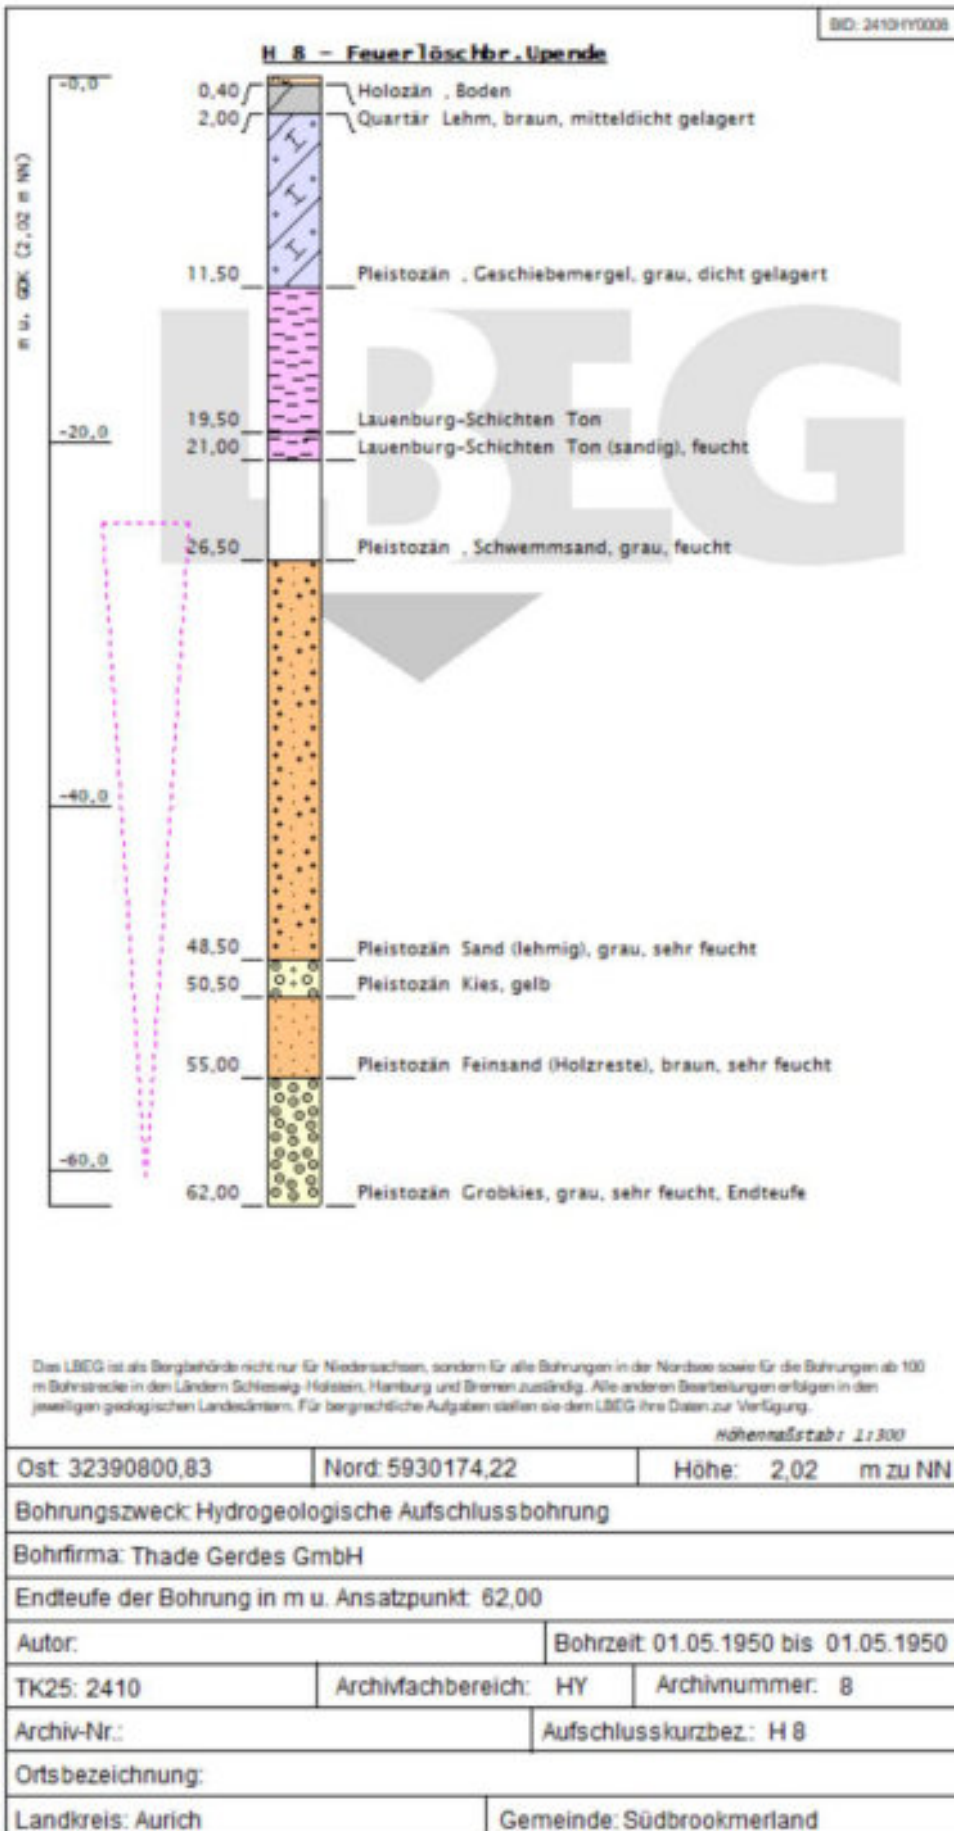 BID: 2410HY0008
H 8 - Feuerlöschbr.Upende
m u. GOK (2,02 m NN)
-0,0
0,40 Holozän , Boden
2,00 Quartär Lehm, braun, mitteldicht gelagert
11,50 Pleistozän , Geschiebemergel, grau, dicht gelagert
19,50 Lauenburg-Schichten Ton
-20,0
21,00 Lauenburg-Schichten Ton (sandig), feucht
26,50 Pleistozän , Schwemmsand, grau, feucht
LBEG
-40,0
48,50 Pleistozän Sand (lehmig), grau, sehr feucht
50,50 Pleistozän Kies, gelb
55,00 Pleistozän Feinsand (Holzreste), braun, sehr feucht
-60,0
62,00 Pleistozän Grobkies, grau, sehr feucht, Endteufe
Das LBEG ist als Bergbehörde nicht nur für Niedersachsen, sondern für alle Bohrungen in der Nordsee sowie für die Bohrungen ab 100
m Bohrstrecke in den Ländern Schleswig-Holstein, Hamburg und Bremen zuständig. Alle anderen Bearbeitungen erfolgen in den
jeweiligen geologischen Landesämtern. Für bergrechtliche Aufgaben stellen sie dem LBEG ihre Daten zur Verfügung.
Höhenmaßstab: 1:300
Ost: 32390800,83 Nord: 5930174,22 Höhe: 2,02 m zu NN
Bohrungszweck: Hydrogeologische Aufschlussbohrung
Bohrfirma: Thade Gerdes GmbH
Endteufe der Bohrung in m u. Ansatzpunkt: 62,00
Autor: Bohrzeit: 01.05.1950 bis 01.05.1950
TK25: 2410 Archivfachbereich: HY Archivnummer: 8
Archiv-Nr.: Aufschlusskurzbez.: H 8
Ortsbezeichnung:
Landkreis: Aurich Gemeinde: Südbrookmerland